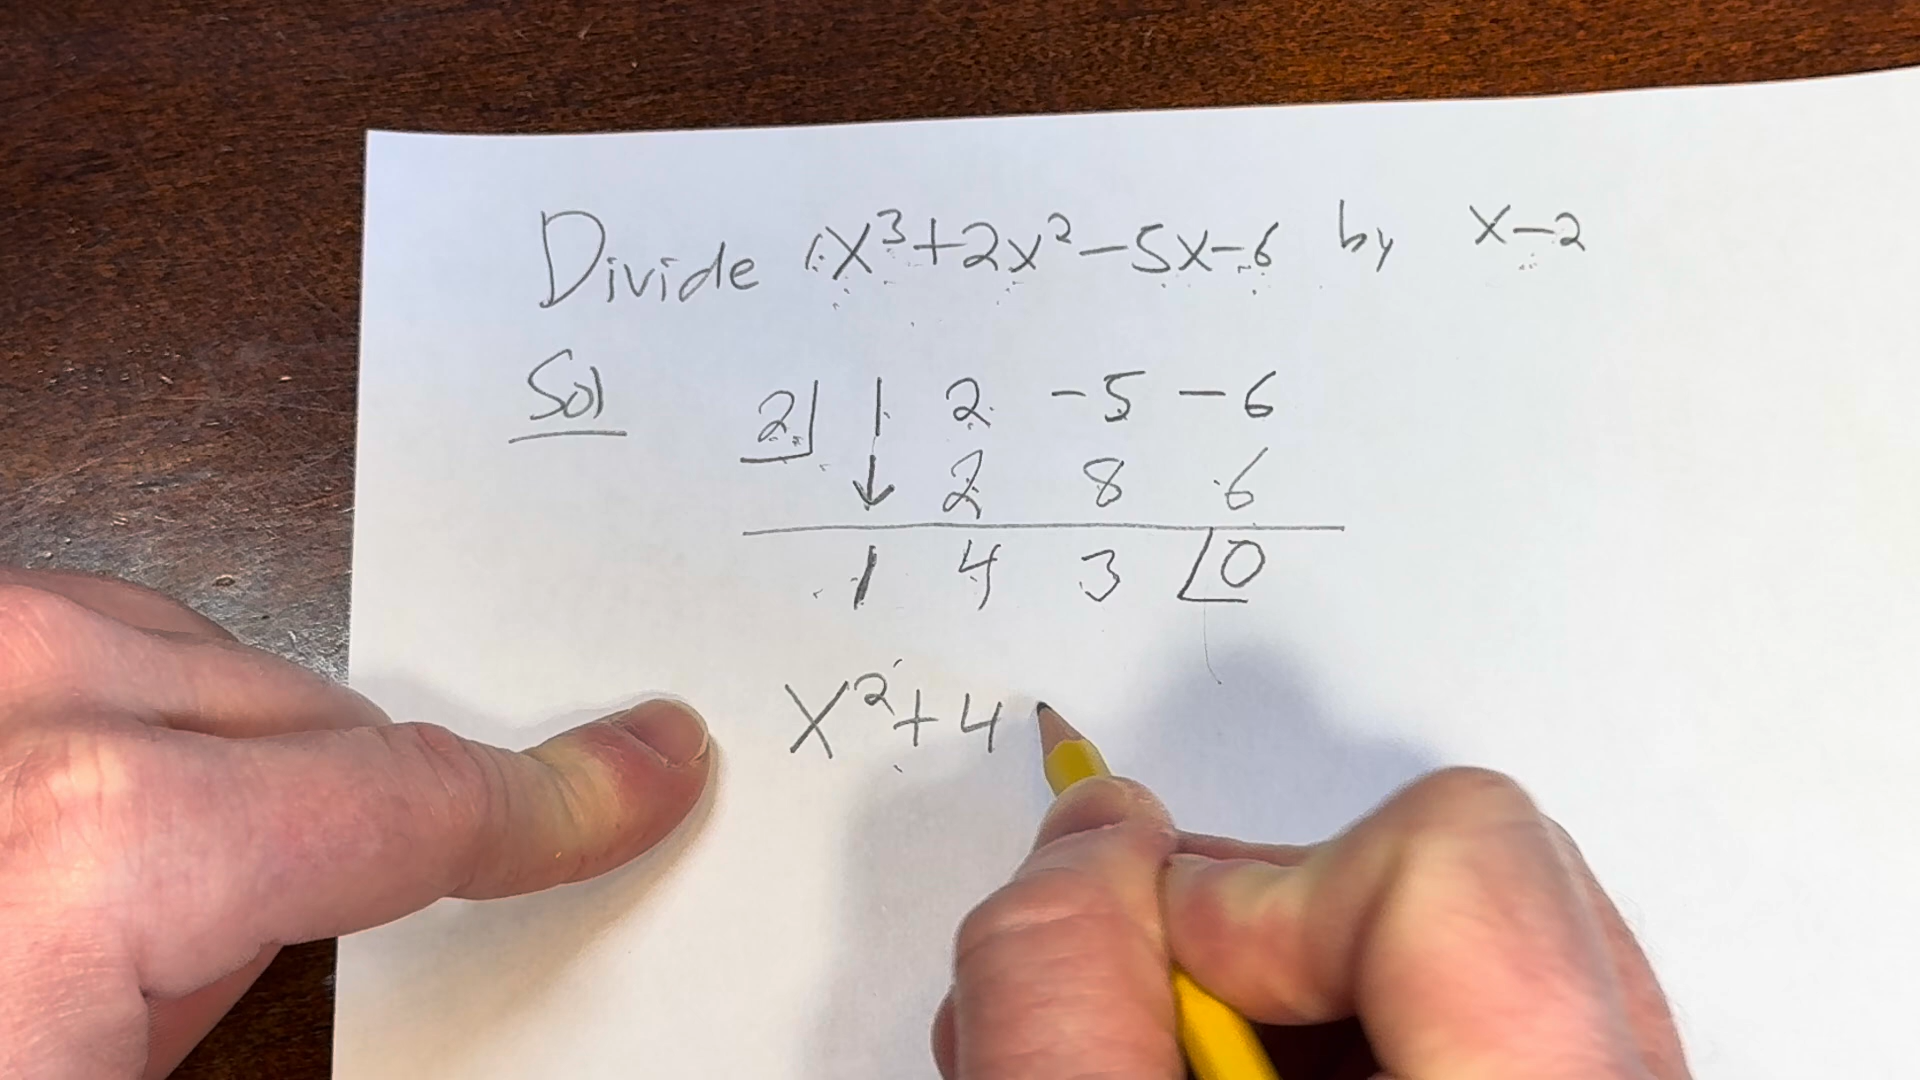 Divide x³+2x²-5x-6 by x-2
Sol 2 1 2 -5 -6
↓ 2 8 6
1 4 3 0
x²+4